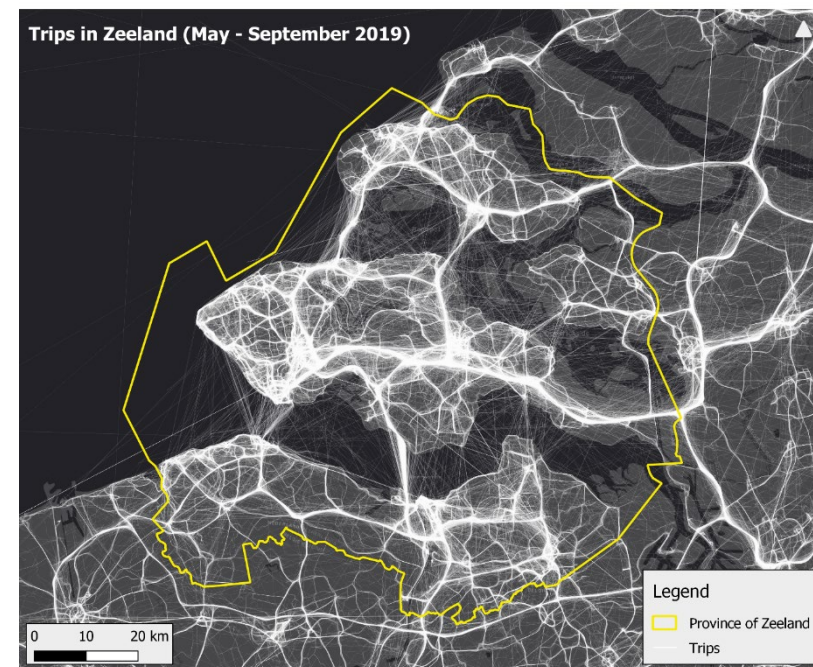 Trips in Zeeland (May - September 2019)
Legend
Province of Zeeland
Trips
0 10 20 km